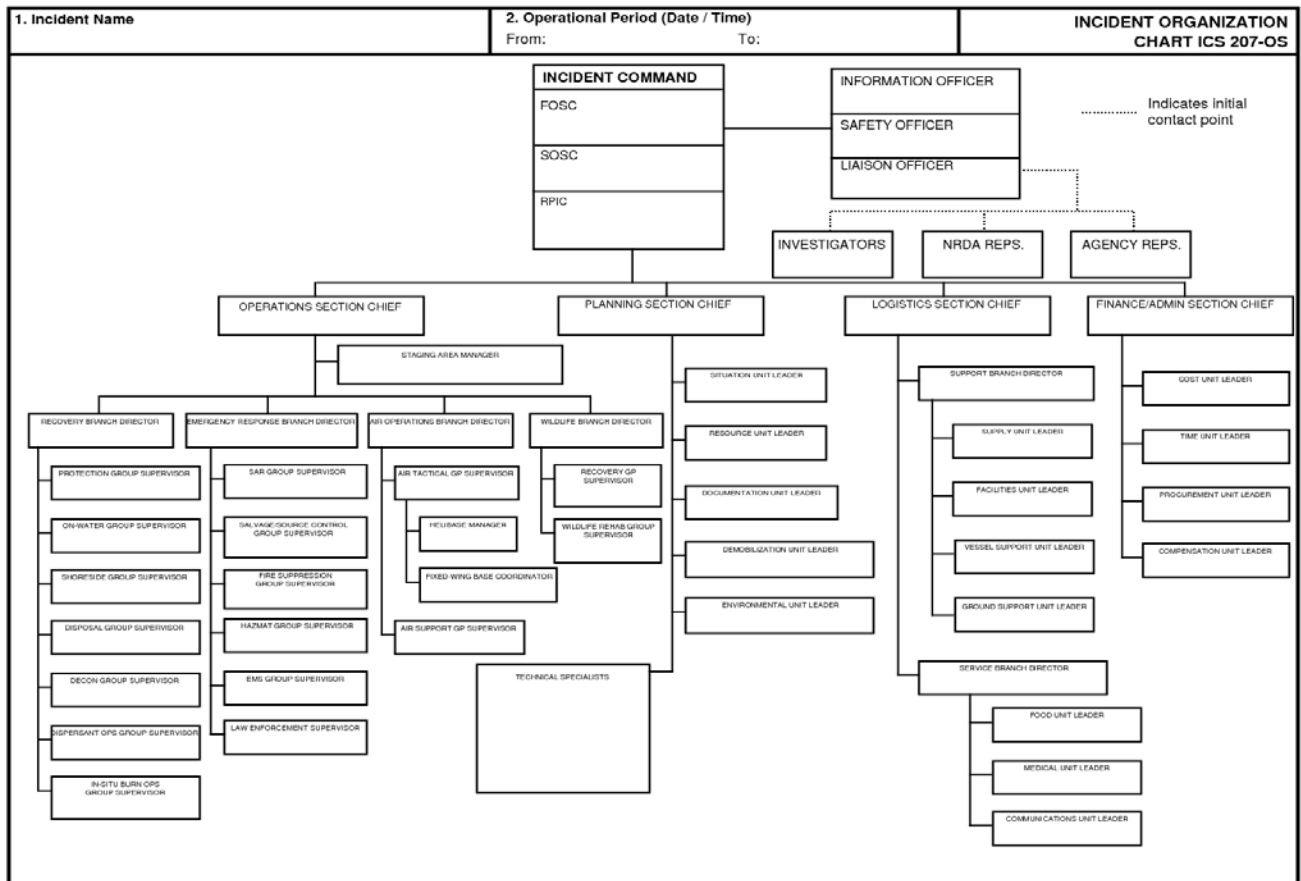 1. Incident Name
2. Operational Period (Date / Time)
From: To:
INCIDENT ORGANIZATION
CHART ICS 207-OS
INCIDENT COMMAND
FOSC
SOSC
RPIC
INFORMATION OFFICER
SAFETY OFFICER
LIAISON OFFICER
Indicates initial
contact point
INVESTIGATORS
NRDA REPS.
AGENCY REPS.
OPERATIONS SECTION CHIEF
PLANNING SECTION CHIEF
LOGISTICS SECTION CHIEF
FINANCE/ADMIN SECTION CHIEF
STAGING AREA MANAGER
RECOVERY BRANCH DIRECTOR
EMERGENCY RESPONSE BRANCH DIRECTOR
AIR OPERATIONS BRANCH DIRECTOR
WILDLIFE BRANCH DIRECTOR
PROTECTION GROUP SUPERVISOR
ON-WATER GROUP SUPERVISOR
SHORESIDE GROUP SUPERVISOR
DISPOSAL GROUP SUPERVISOR
DECON GROUP SUPERVISOR
DISPERSANT OPS GROUP SUPERVISOR
IN-SITU BURN OPS
GROUP SUPERVISOR
SAR GROUP SUPERVISOR
SALVAGE/SOURCE CONTROL
GROUP SUPERVISOR
FIRE SUPPRESSION
GROUP SUPERVISOR
HAZMAT GROUP SUPERVISOR
EMS GROUP SUPERVISOR
LAW ENFORCEMENT SUPERVISOR
AIR TACTICAL GP SUPERVISOR
HELIBASE MANAGER
FIXED-WING BASE COORDINATOR
AIR SUPPORT GP SUPERVISOR
RECOVERY GP
SUPERVISOR
WILDLIFE REHAB GROUP
SUPERVISOR
SITUATION UNIT LEADER
RESOURCE UNIT LEADER
DOCUMENTATION UNIT LEADER
DEMOBILIZATION UNIT LEADER
ENVIRONMENTAL UNIT LEADER
TECHNICAL SPECIALISTS
SUPPORT BRANCH DIRECTOR
SUPPLY UNIT LEADER
FACILITIES UNIT LEADER
VESSEL SUPPORT UNIT LEADER
GROUND SUPPORT UNIT LEADER
SERVICE BRANCH DIRECTOR
FOOD UNIT LEADER
MEDICAL UNIT LEADER
COMMUNICATIONS UNIT LEADER
COST UNIT LEADER
TIME UNIT LEADER
PROCUREMENT UNIT LEADER
COMPENSATION UNIT LEADER